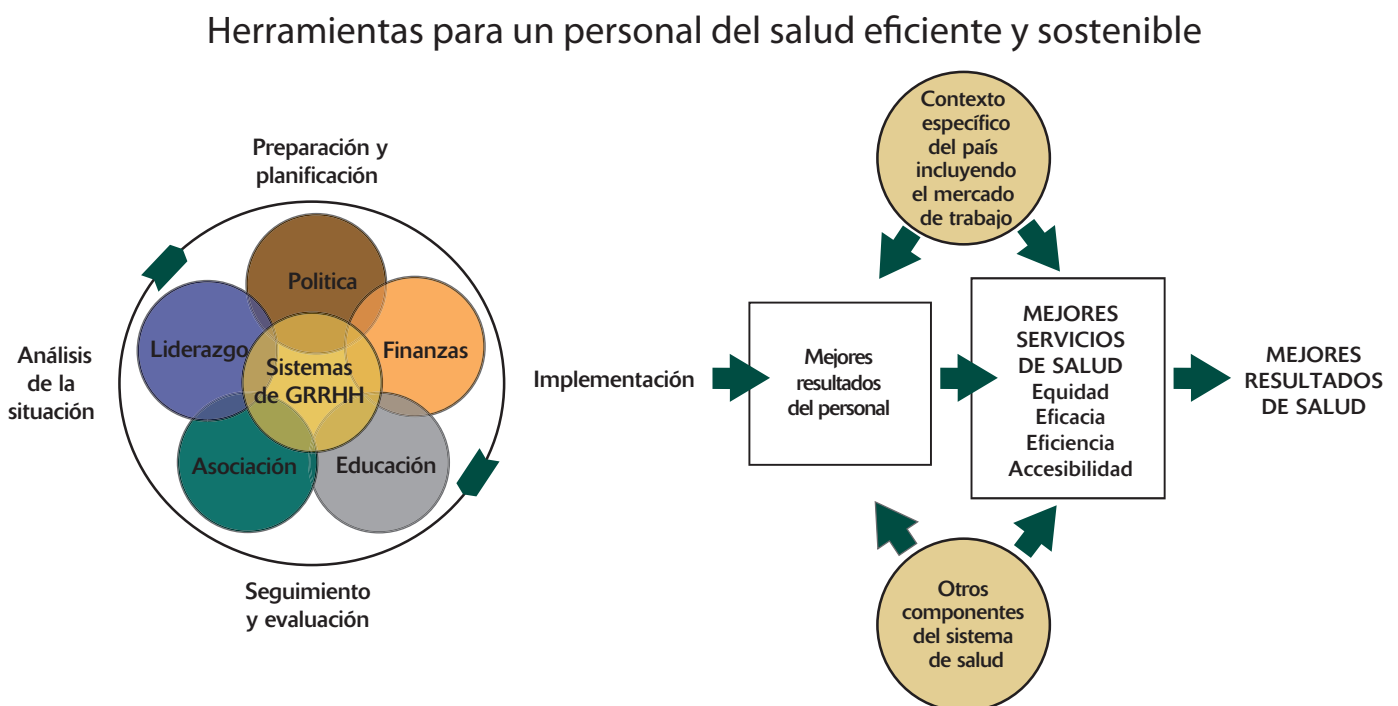 Herramientas para un personal del salud eficiente y sostenible
Preparación y
planificación
Análisis
de la
situación
Politica
Liderazgo
Finanzas
Sistemas
de GRRHH
Asociación
Educación
Seguimiento
y evaluación
Implementación
Contexto
específico
del país
incluyendo
el mercado
de trabajo
Mejores
resultados
del personal
MEJORES
SERVICIOS
DE SALUD
Equidad
Eficacia
Eficiencia
Accesibilidad
MEJORES
RESULTADOS
DE SALUD
Otros
componentes
del sistema
de salud